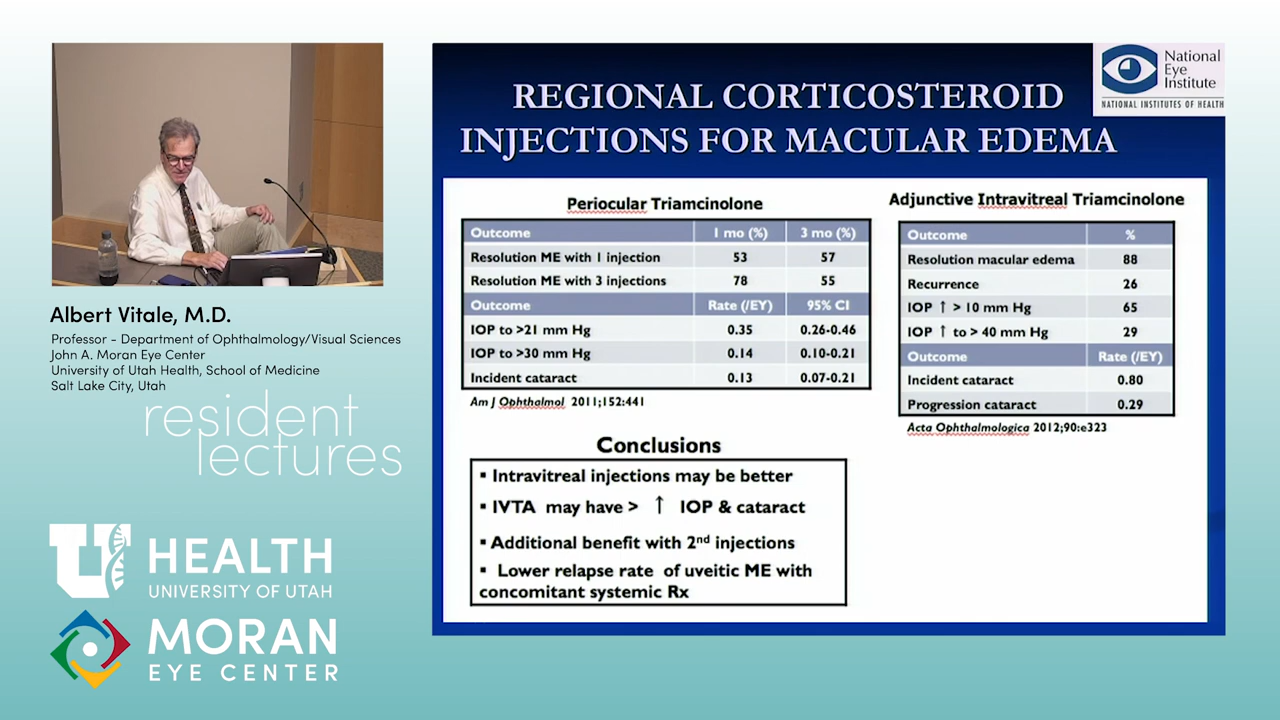 Albert Vitale, M.D.
Professor - Department of Ophthalmology/Visual Sciences
John A. Moran Eye Center
University of Utah Health, School of Medicine
Salt Lake City, Utah
resident
lectures
U
HEALTH
UNIVERSITY OF UTAH
MORAN
EYE CENTER
National
Eye
Institute
NATIONAL INSTITUTES OF HEALTH
REGIONAL CORTICOSTEROID
INJECTIONS FOR MACULAR EDEMA
Periocular Triamcinolone
Outcome 1 mo (%) 3 mo (%)
Resolution ME with 1 injection 53 57
Resolution ME with 3 injections 78 55
Outcome Rate (/EY) 95% CI
IOP to >21 mm Hg 0.35 0.26-0.46
IOP to >30 mm Hg 0.14 0.10-0.21
Incident cataract 0.13 0.07-0.21
Am J Ophthalmol 2011;152:441
Adjunctive Intravitreal Triamcinolone
Outcome %
Resolution macular edema 88
Recurrence 26
IOP ↑ > 10 mm Hg 65
IOP ↑ to > 40 mm Hg 29
Outcome Rate (/EY)
Incident cataract 0.80
Progression cataract 0.29
Acta Ophthalmologica 2012;90:e323
Conclusions
▪ Intravitreal injections may be better
▪ IVTA may have > ↑ IOP & cataract
▪ Additional benefit with 2nd injections
▪ Lower relapse rate of uveitic ME with
concomitant systemic Rx